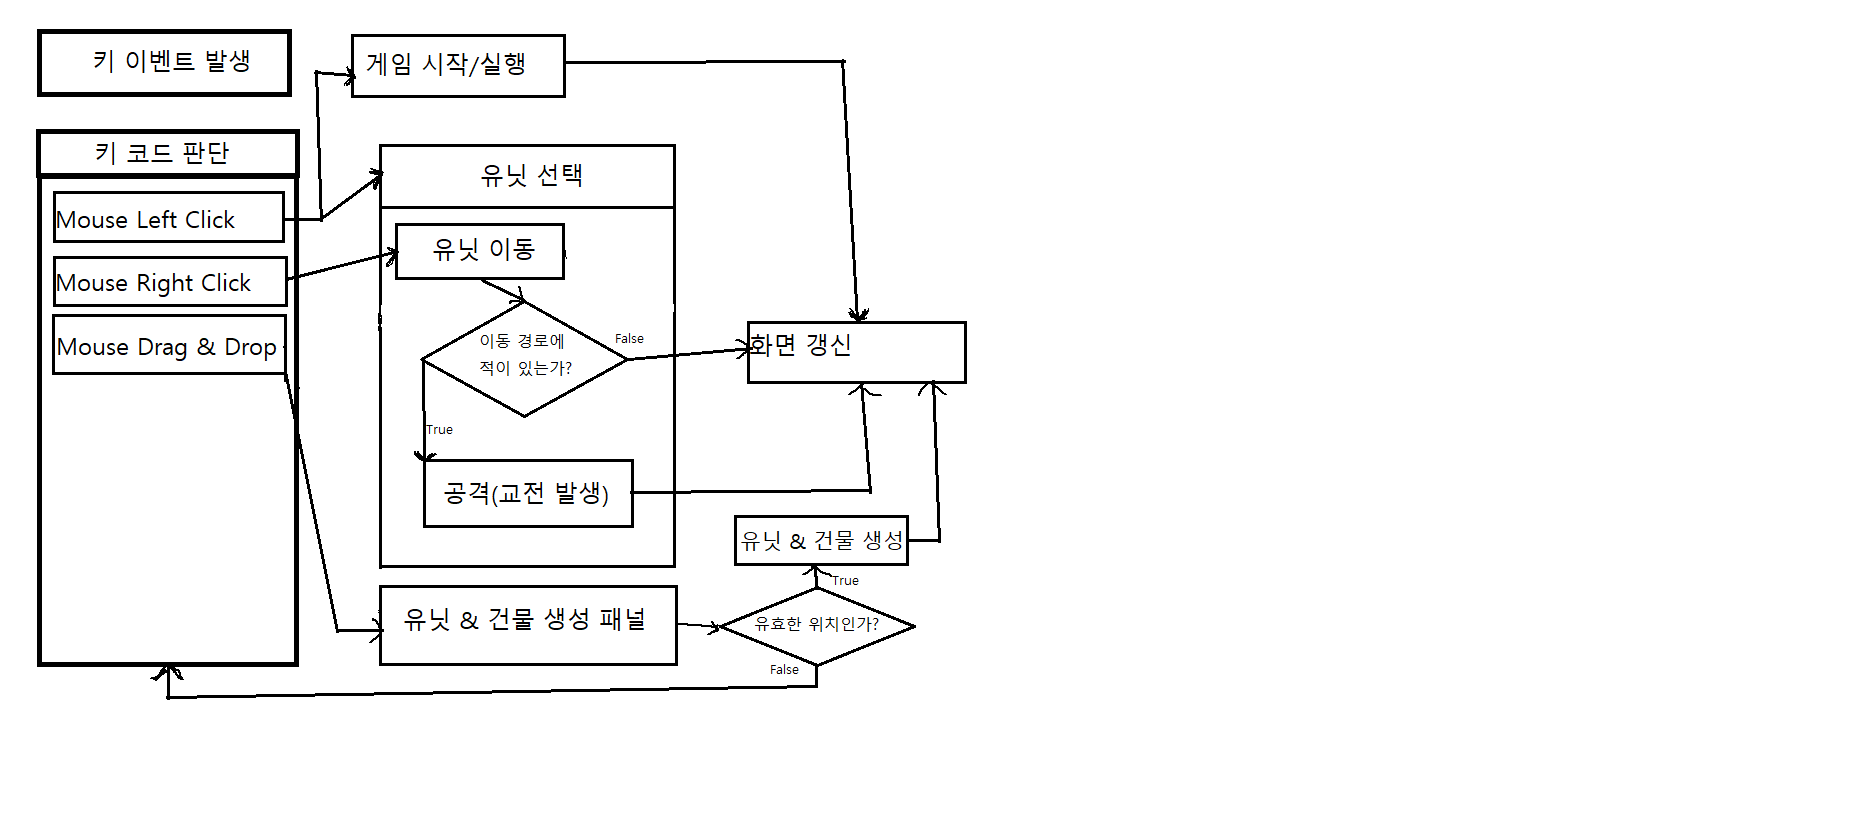 키 이벤트 발생
게임 시작/실행
키 코드 판단
Mouse Left Click
Mouse Right Click
Mouse Drag & Drop
유닛 선택
유닛 이동
이동 경로에
적이 있는가?
False
True
공격(교전 발생)
화면 갱신
유닛 & 건물 생성
True
유닛 & 건물 생성 패널
유효한 위치인가?
False